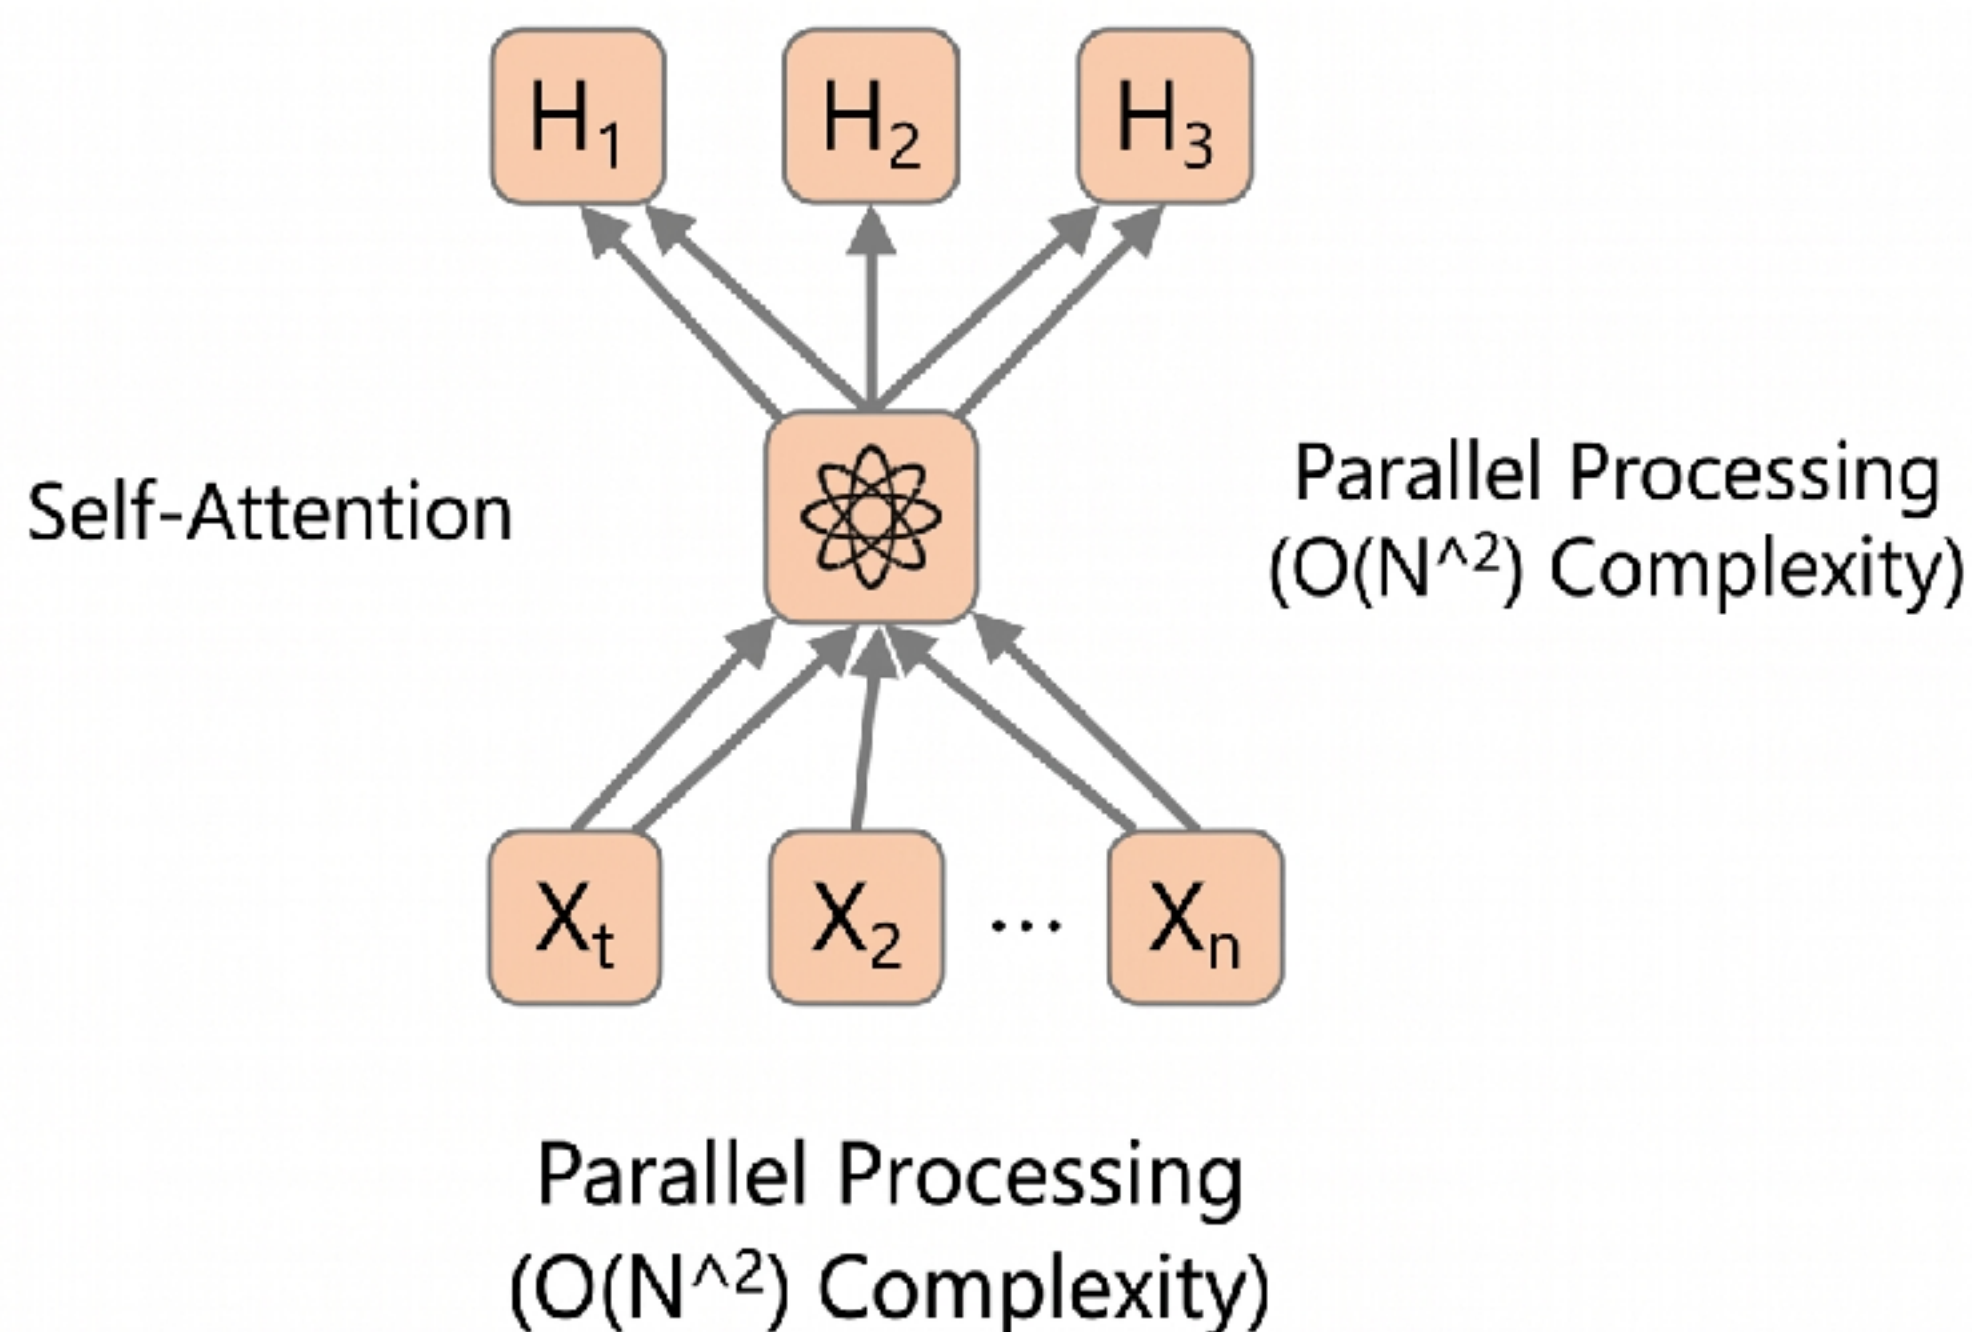 H₁ H₂ H₃
Self-Attention
Parallel Processing
(O(N^²) Complexity)
Xₜ X₂ ... Xₙ
Parallel Processing
(O(N^²) Complexity)